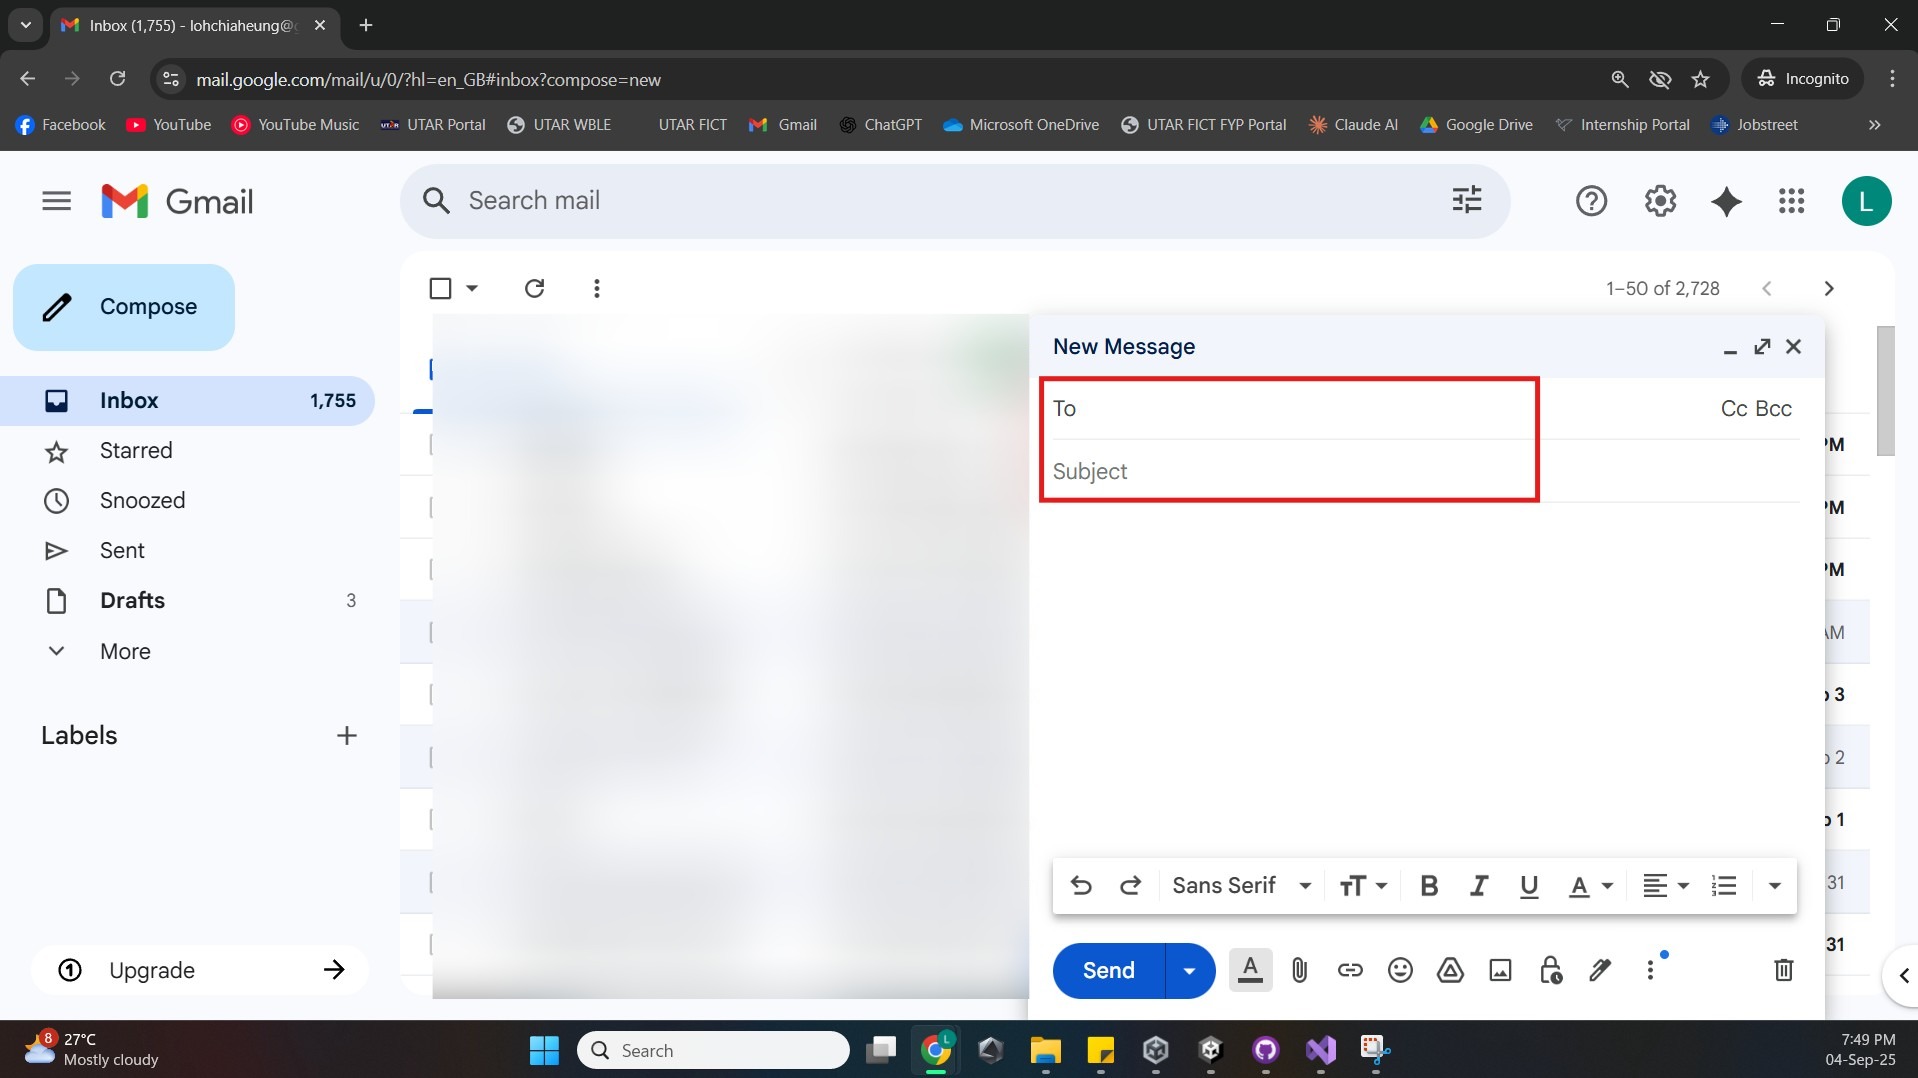 Inbox (1,755) - lohchiaheung@g
mail.google.com/mail/u/0/?hl=en_GB#inbox?compose=new
Incognito
Facebook YouTube YouTube Music UTAR Portal UTAR WBLE UTAR FICT Gmail ChatGPT Microsoft OneDrive UTAR FICT FYP Portal Claude AI Google Drive Internship Portal Jobstreet »
Gmail
Search mail
L
Compose
1–50 of 2,728
New Message
Inbox 1,755
To
Cc Bcc
Starred
Subject
Snoozed
Sent
Drafts 3
More
Labels
3
2
1
31
31
Sans Serif
B I U A
Upgrade
Send
27°C
Mostly cloudy
8
Search
7:49 PM
04-Sep-25